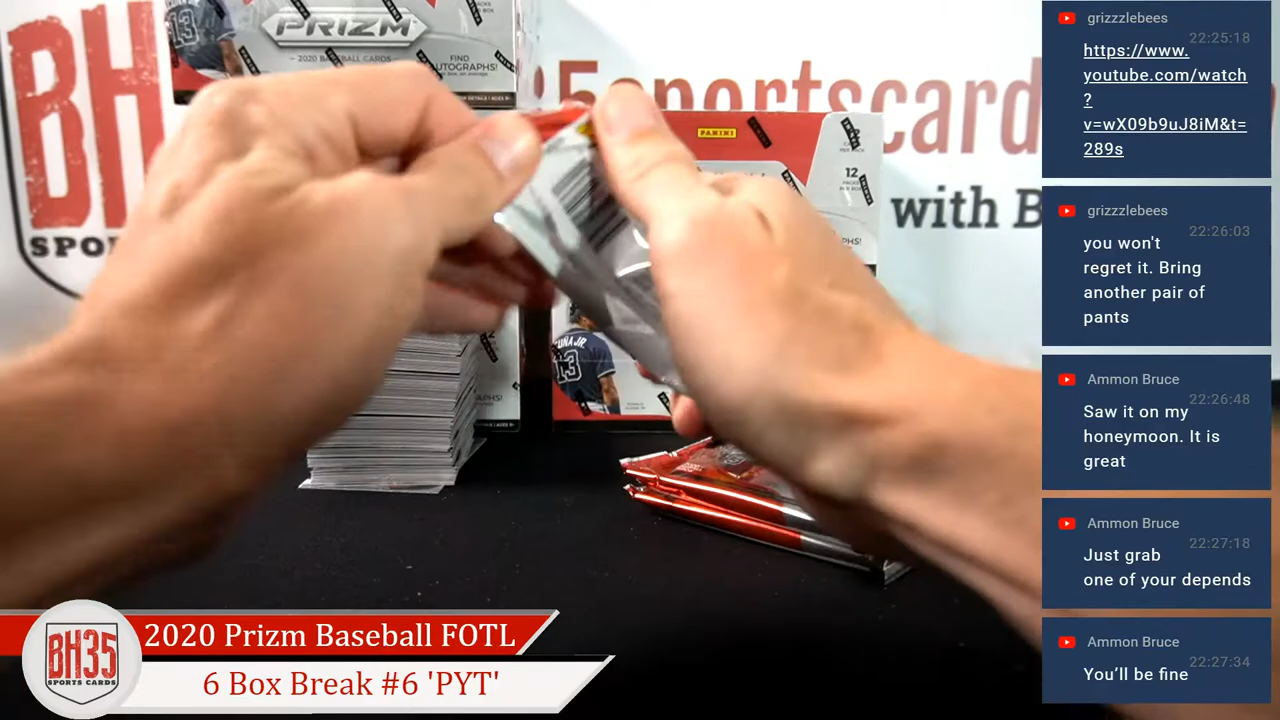 PRIZM
2020 BASEBALL CARDS
FIND
AUTOGRAPHS!
13
BH
SPO
35sportscard
with B
PANINI
12
UÑA JR.
13
grizzzlebees
22:25:18
https://www.
youtube.com/watch
?
v=wX09b9uJ8iM&t=
289s
grizzzlebees
22:26:03
you won't
regret it. Bring
another pair of
pants
Ammon Bruce
22:26:48
Saw it on my
honeymoon. It is
great
Ammon Bruce
22:27:18
Just grab
one of your depends
Ammon Bruce
22:27:34
You’ll be fine
BH35
SPORTS CARDS
2020 Prizm Baseball FOTL
6 Box Break #6 'PYT'